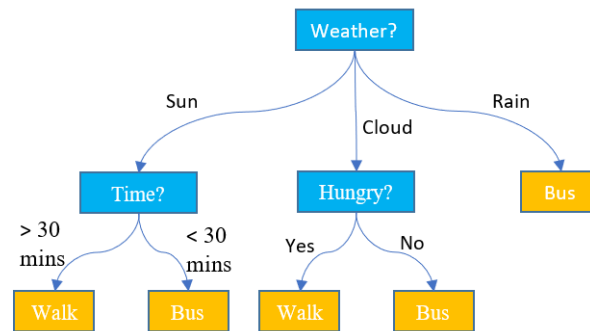 Weather?
Sun
Cloud
Rain
Time?
Hungry?
Bus
> 30
mins
< 30
mins
Yes
No
Walk
Bus
Walk
Bus